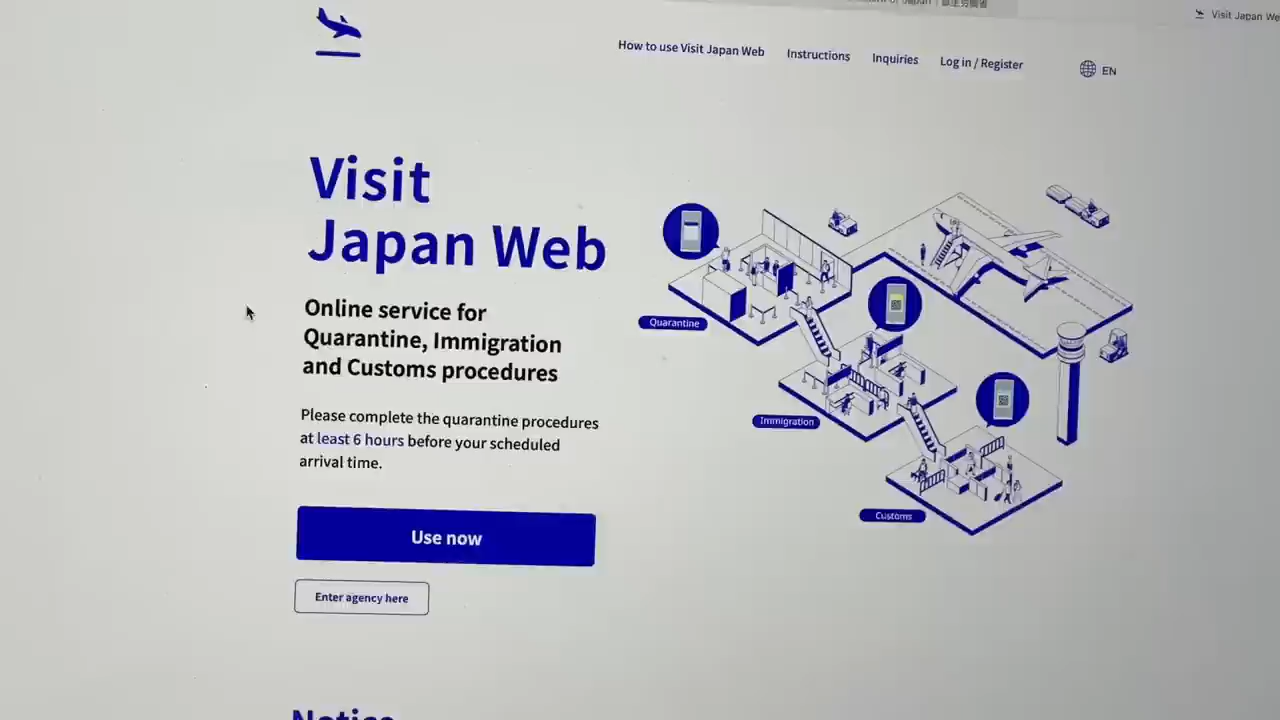 Visit Japan We
How to use Visit Japan Web
Instructions
Inquiries
Log in / Register
EN
Visit
Japan Web
Online service for
Quarantine, Immigration
and Customs procedures
Please complete the quarantine procedures
at least 6 hours before your scheduled
arrival time.
Use now
Enter agency here
Quarantine
Immigration
Customs
Notice